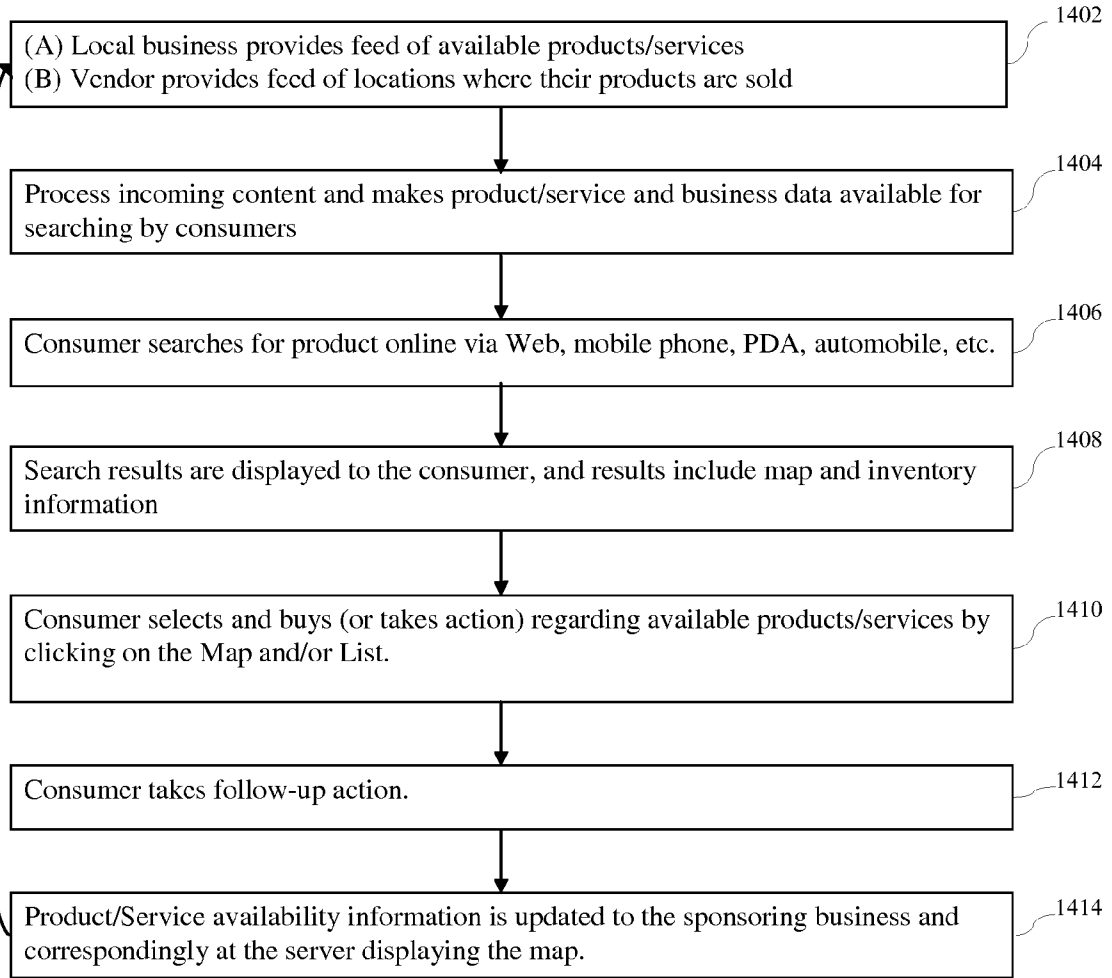 1402
(A) Local business provides feed of available products/services
(B) Vendor provides feed of locations where their products are sold
1404
Process incoming content and makes product/service and business data available for
searching by consumers
1406
Consumer searches for product online via Web, mobile phone, PDA, automobile, etc.
1408
Search results are displayed to the consumer, and results include map and inventory
information
1410
Consumer selects and buys (or takes action) regarding available products/services by
clicking on the Map and/or List.
1412
Consumer takes follow-up action.
1414
Product/Service availability information is updated to the sponsoring business and
correspondingly at the server displaying the map.